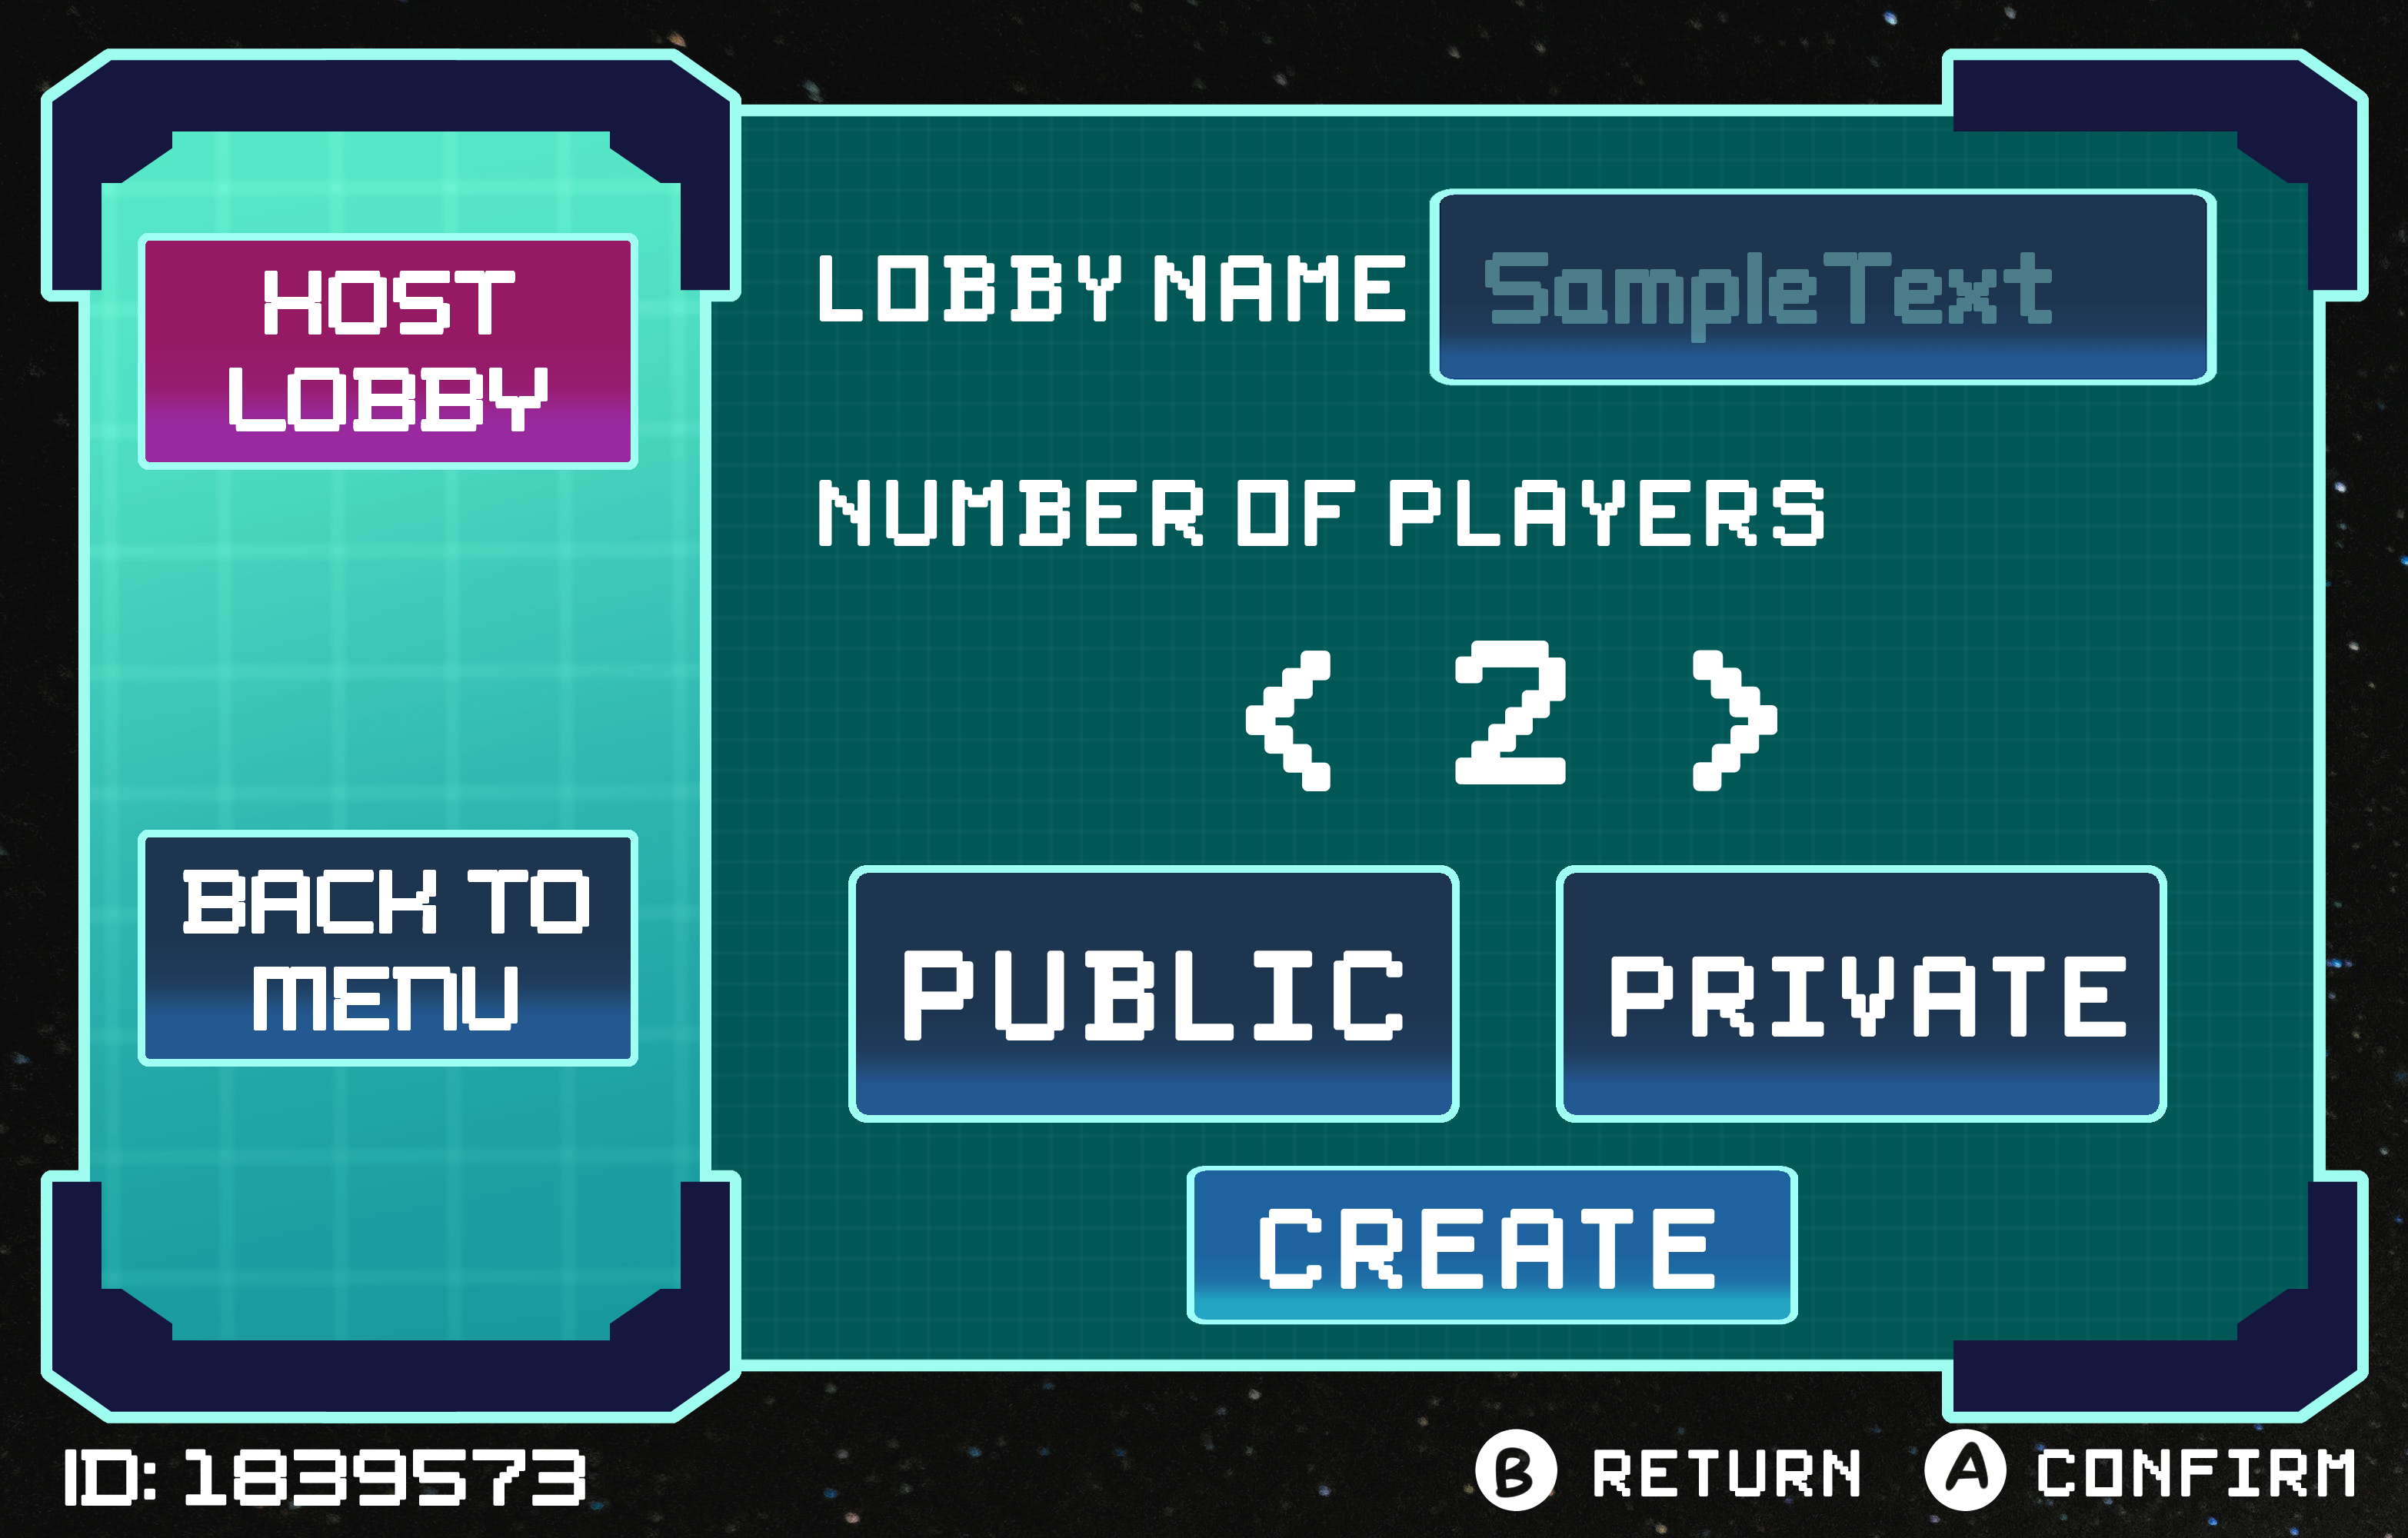 HOST
LOBBY
BACK TO
MENU
LOBBY NAME SampleText
NUMBER OF PLAYERS
< 2 >
PUBLIC PRIVATE
CREATE
ID: 1839573
B RETURN A CONFIRM